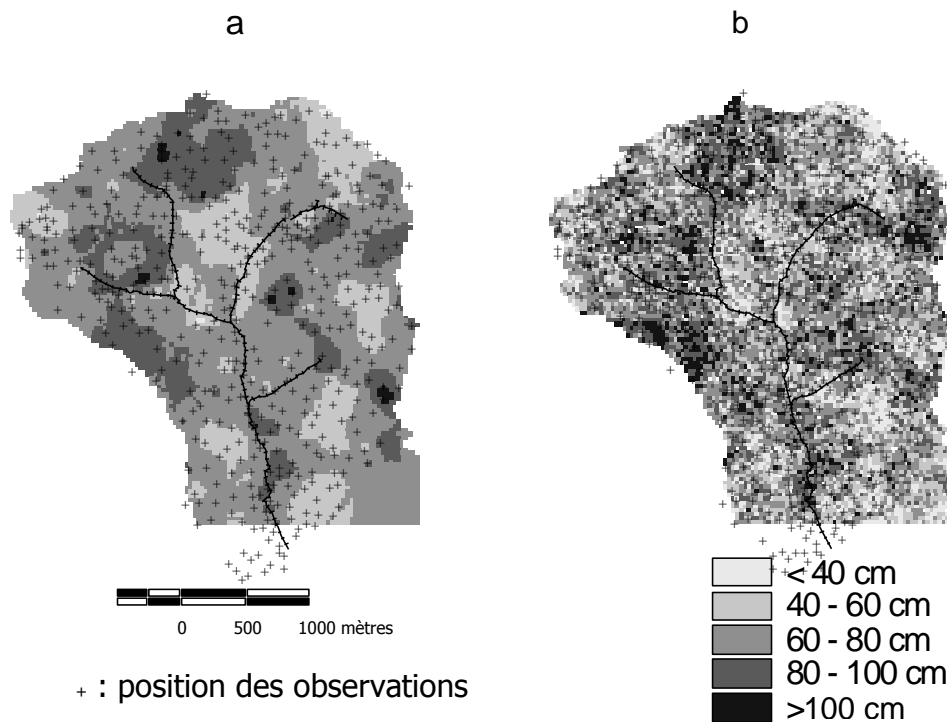 a
b
0 500 1000 mètres
+ : position des observations
< 40 cm
40 - 60 cm
60 - 80 cm
80 - 100 cm
>100 cm